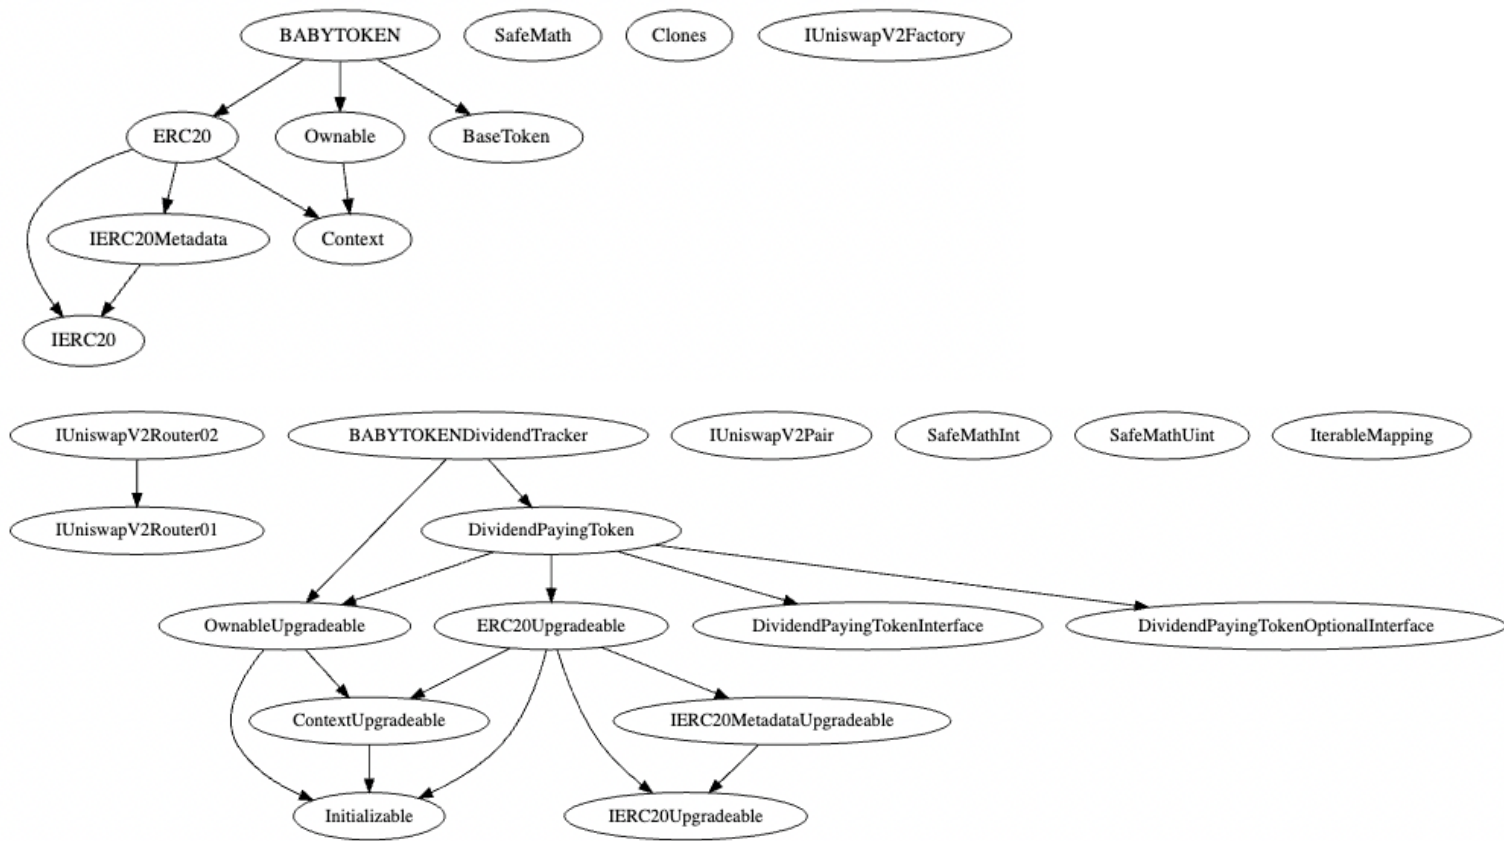 BABYTOKEN
SafeMath
Clones
IUniswapV2Factory
ERC20
Ownable
BaseToken
IERC20Metadata
Context
IERC20
IUniswapV2Router02
BABYTOKENDividendTracker
IUniswapV2Pair
SafeMathInt
SafeMathUint
IterableMapping
IUniswapV2Router01
DividendPayingToken
OwnableUpgradeable
ERC20Upgradeable
DividendPayingTokenInterface
DividendPayingTokenOptionalInterface
ContextUpgradeable
IERC20MetadataUpgradeable
Initializable
IERC20Upgradeable